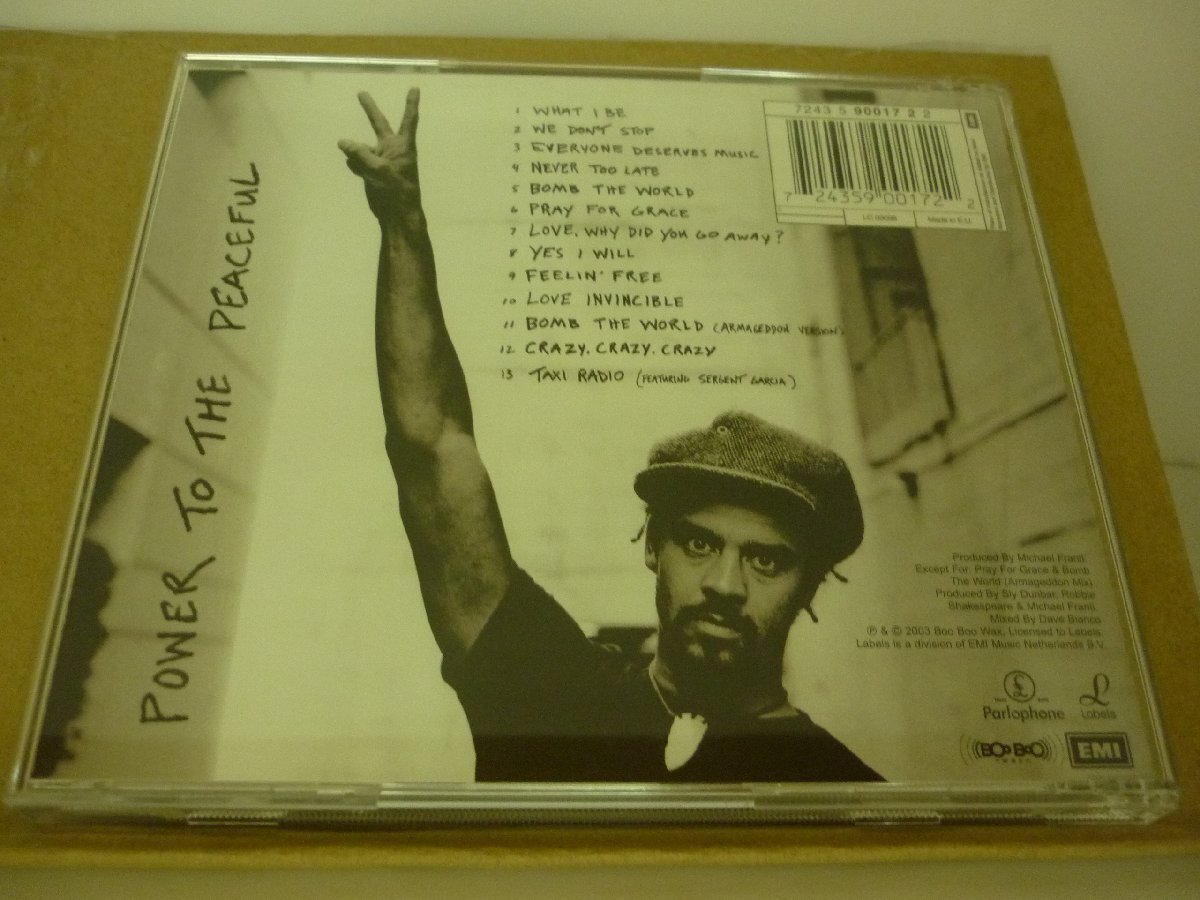 POWER TO THE PEACEFUL
1 WHAT I BE
2 WE DON'T STOP
3 EVERYONE DESERVES MUSIC
4 NEVER TOO LATE
5 BOMB THE WORLD
6 PRAY FOR GRACE
7 LOVE, WHY DID YOU GO AWAY?
8 YES I WILL
9 FEELIN' FREE
10 LOVE INVINCIBLE
11 BOMB THE WORLD (ARMAGEDDON VERSION)
12 CRAZY, CRAZY, CRAZY
13 TAXI RADIO (FEATURING SERGENT GARCIA)
7243 5 90017 2 2
7 24359 00172 2
Made in E.U.
Produced By Michael Franti.
Except For: Pray For Grace & Bomb
The World (Armageddon Mix)
Produced By Sly Dunbar, Robbie
Shakespeare & Michael Franti.
Mixed By Dave Bianco
℗ & © 2003 Boo Boo Wax, Licensed to Labels.
Labels is a division of EMI Music Netherlands B.V.
£
Parlophone
L
Labels
BOO BOO
WAX
EMI